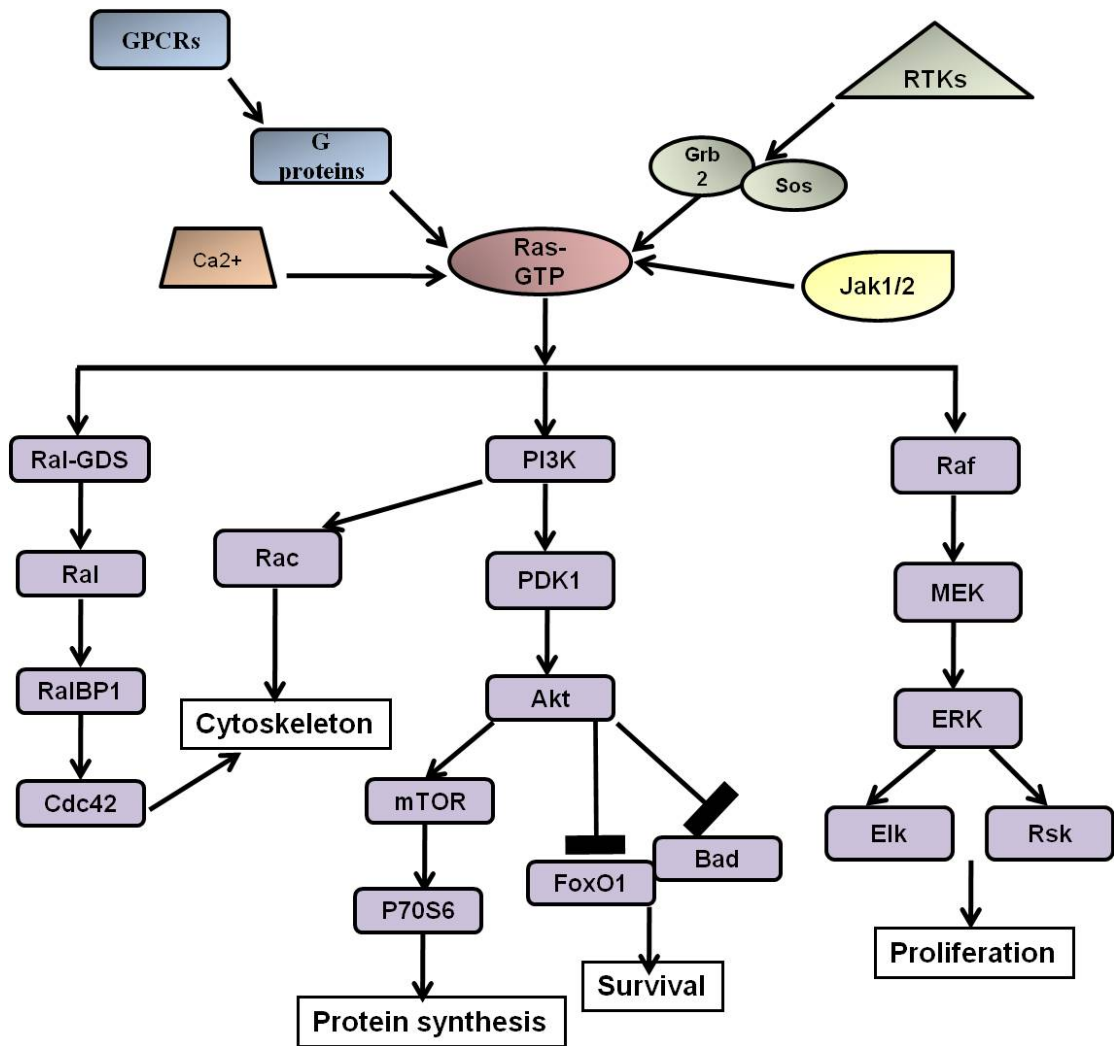 GPCRs
RTKs
G
proteins
Grb
2
Sos
Ras-
GTP
Ca2+
Jak1/2
Ral-GDS
PI3K
Raf
Rac
Ral
PDK1
MEK
RalBP1
Akt
ERK
Cytoskeleton
Cdc42
mTOR
Elk
Rsk
Bad
FoxO1
P70S6
Proliferation
Survival
Protein synthesis